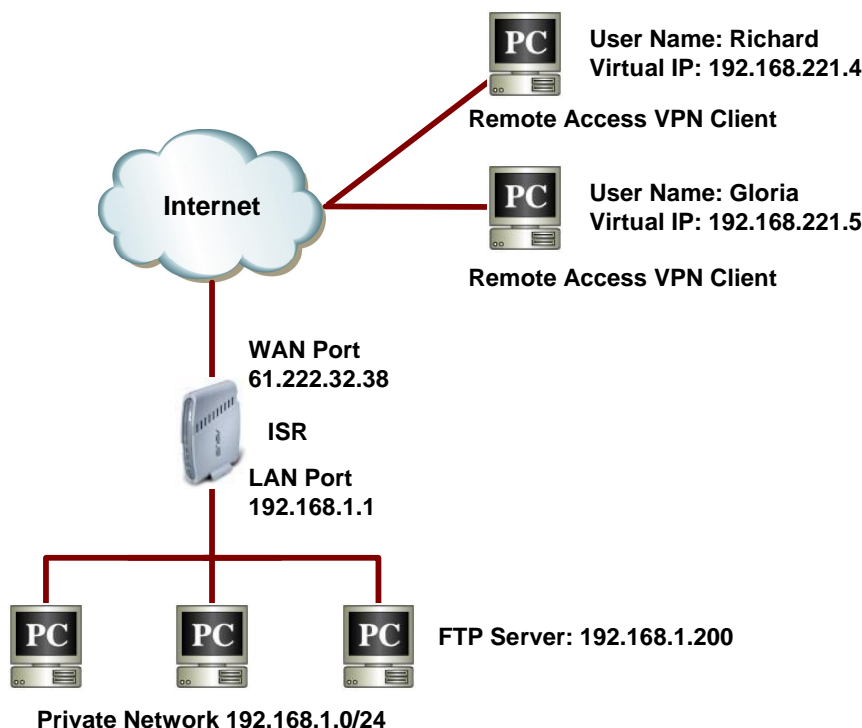 PC
User Name: Richard
Virtual IP: 192.168.221.4
Remote Access VPN Client
PC
User Name: Gloria
Virtual IP: 192.168.221.5
Remote Access VPN Client
Internet
WAN Port
61.222.32.38
ISR
ASUS
LAN Port
192.168.1.1
PC
PC
PC
FTP Server: 192.168.1.200
Private Network 192.168.1.0/24